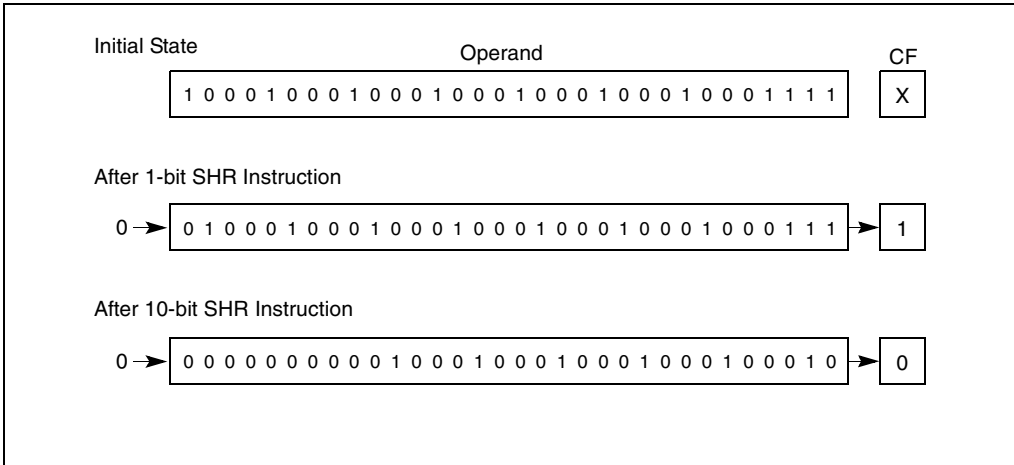 Initial State
Operand
CF
1 0 0 0 1 0 0 0 1 0 0 0 1 0 0 0 1 0 0 0 1 0 0 0 1 0 0 0 1 1 1 1 X
After 1-bit SHR Instruction
0 0 1 0 0 0 1 0 0 0 1 0 0 0 1 0 0 0 1 0 0 0 1 0 0 0 1 0 0 0 1 1 1 1
After 10-bit SHR Instruction
0 0 0 0 0 0 0 0 0 0 0 1 0 0 0 1 0 0 0 1 0 0 0 1 0 0 0 1 0 0 0 1 0 0